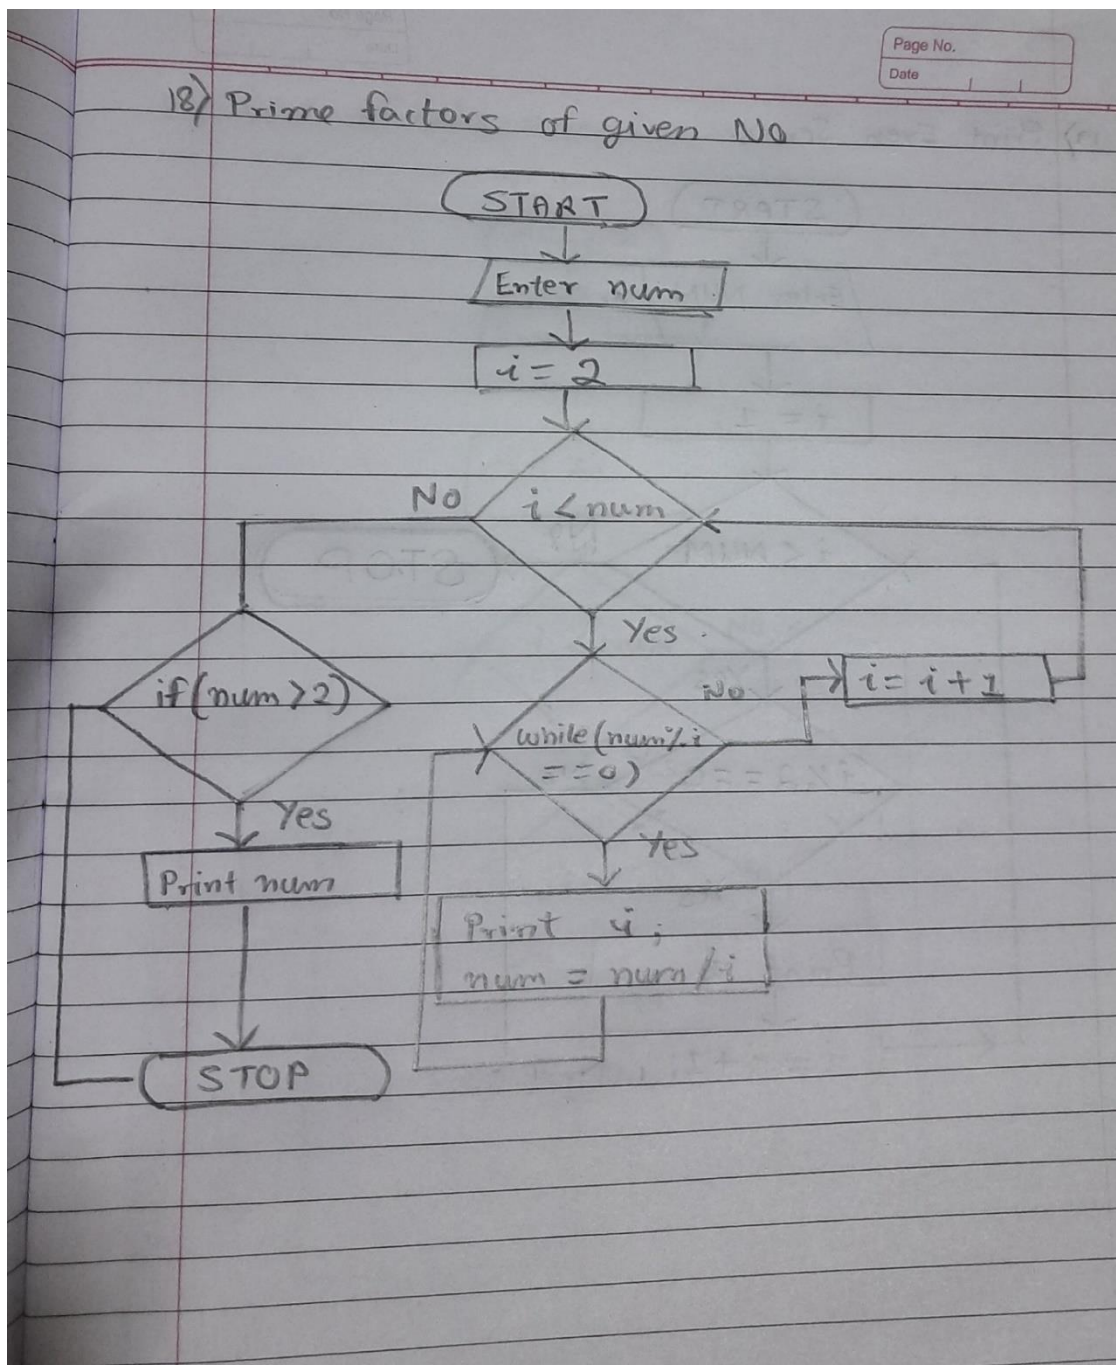 Page No.
Date
18) Prime factors of given No
START
Enter num
i = 2
i < num
No
Yes
if (num > 2)
Yes
Print num
STOP
while (num % i
== 0)
No
i = i + 1
Yes
Print i;
num = num / i